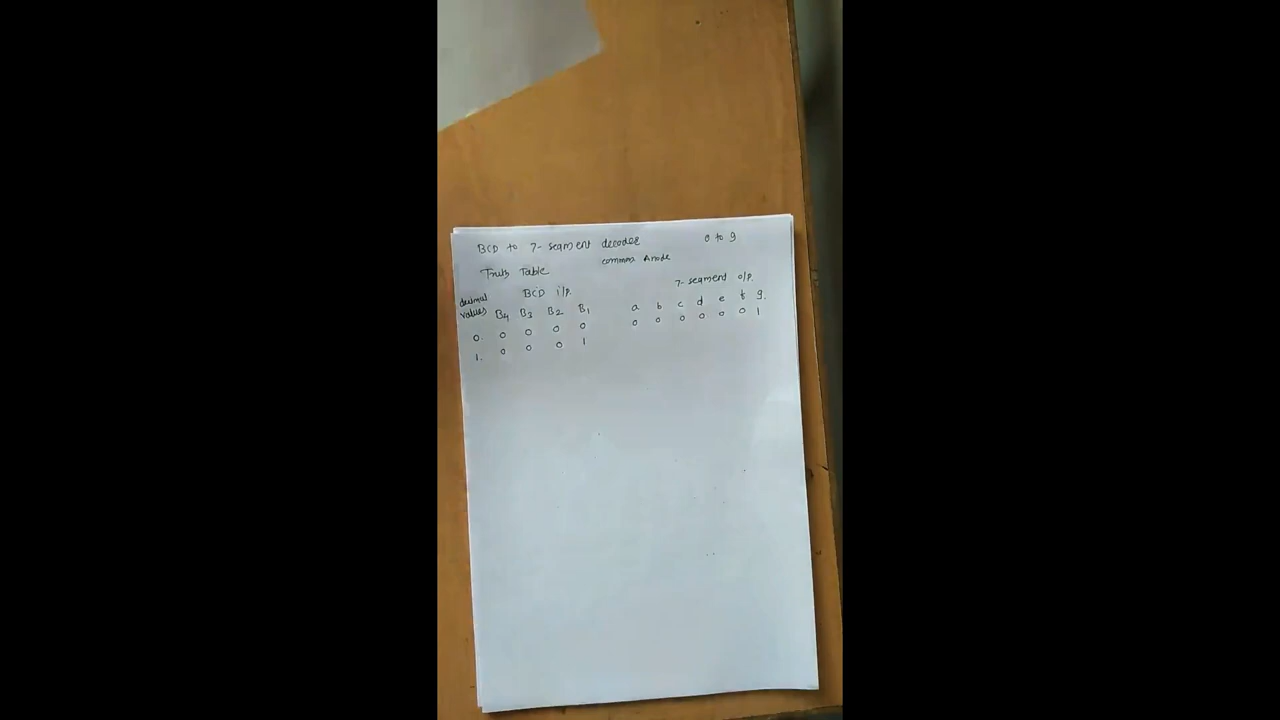 BCD to 7-segment decoder 0 to 9
common Anode
Truth Table
7-segment o/p.
decimal values BCD i/p.
B4 B3 B2 B1 a b c d e f g.
0. 0 0 0 0 0 0 0 0 0 0 1
1. 0 0 0 1